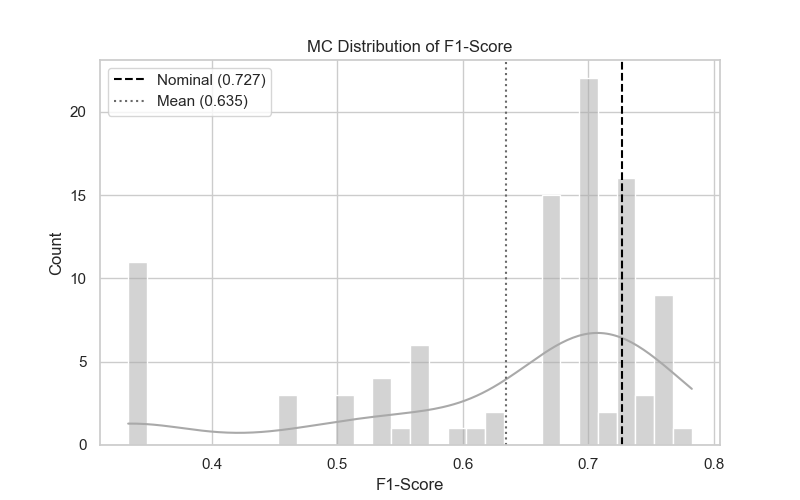 MC Distribution of F1-Score
Nominal (0.727)
Mean (0.635)
Count
20
15
10
5
0
0.4 0.5 0.6 0.7 0.8
F1-Score